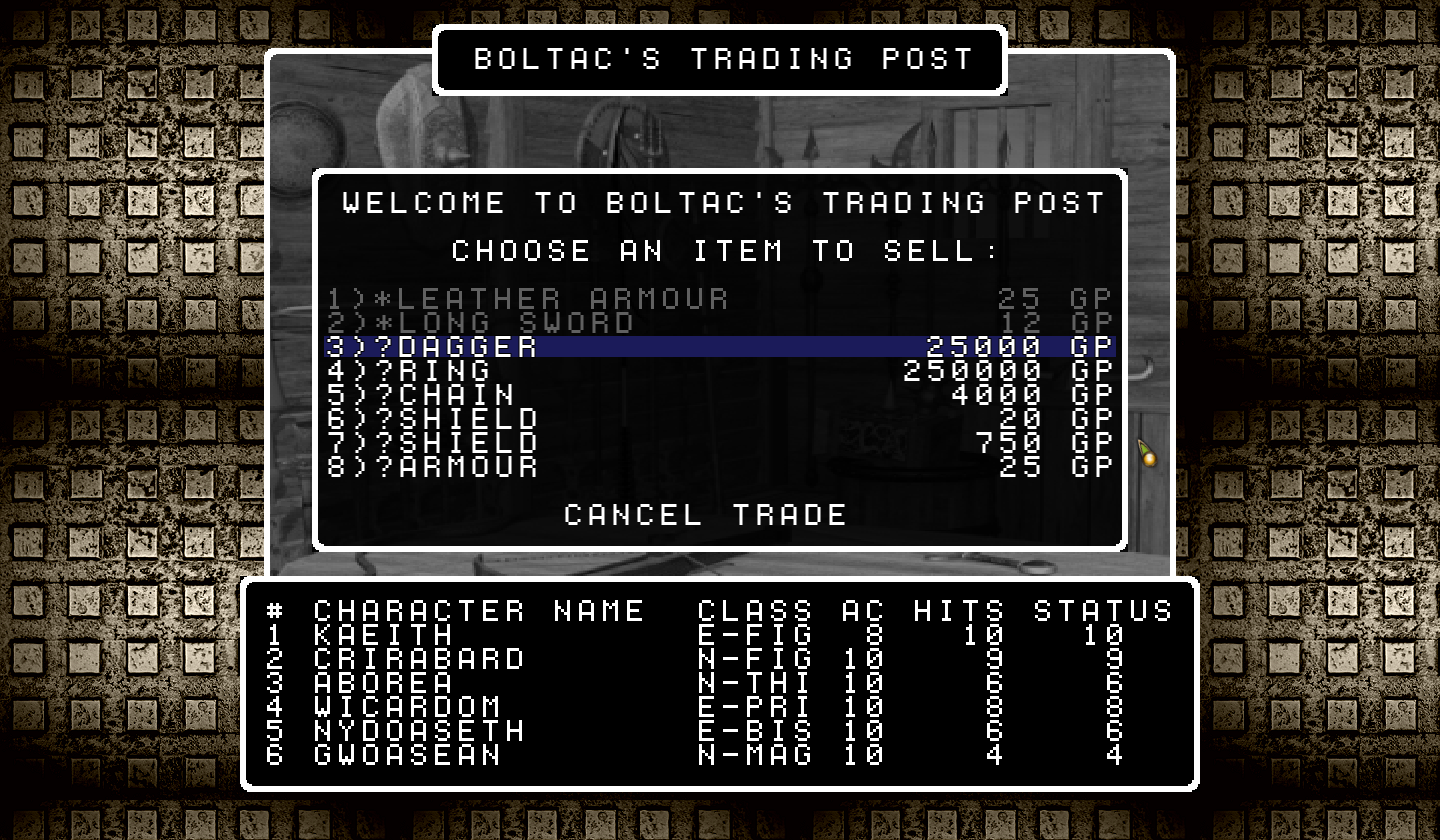 BOLTAC'S TRADING POST
WELCOME TO BOLTAC'S TRADING POST
CHOOSE AN ITEM TO SELL:
1)*LEATHER ARMOUR 25 GP
2)*LONG SWORD 12 GP
3)?DAGGER 25000 GP
4)?RING 250000 GP
5)?CHAIN 4000 GP
6)?SHIELD 20 GP
7)?SHIELD 750 GP
8)?ARMOUR 25 GP
CANCEL TRADE
# CHARACTER NAME CLASS AC HITS STATUS
1 KAEITH E-FIG 8 10 10
2 CRIRABARD N-FIG 10 9 9
3 ABOREA N-THI 10 6 6
4 WICARDOM E-PRI 10 8 8
5 NYDOASETH E-BIS 10 6 6
6 GWOASEAN N-MAG 10 4 4